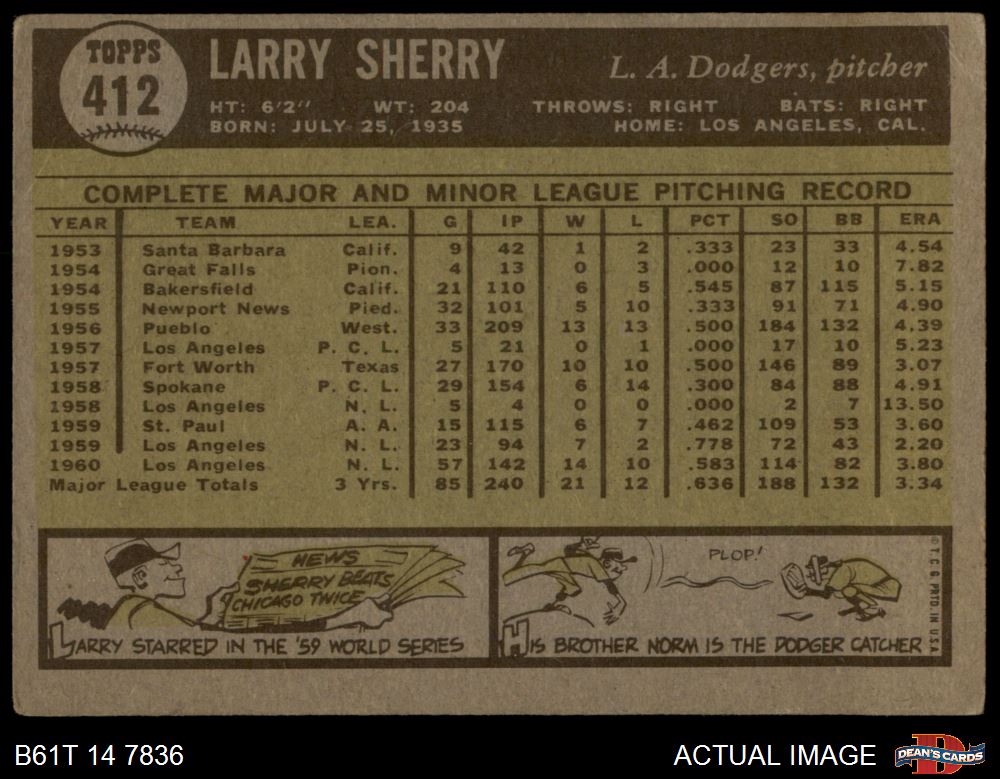 TOPPS
412
LARRY SHERRY
L. A. Dodgers, pitcher
HT: 6'2" WT: 204 THROWS: RIGHT BATS: RIGHT
BORN: JULY 25, 1935 HOME: LOS ANGELES, CAL.
COMPLETE MAJOR AND MINOR LEAGUE PITCHING RECORD
YEAR TEAM LEA. G IP W L PCT SO BB ERA
1953 Santa Barbara Calif. 9 42 1 2 .333 23 33 4.54
1954 Great Falls Pion. 4 13 0 3 .000 12 10 7.82
1954 Bakersfield Calif. 21 110 6 5 .545 87 115 5.15
1955 Newport News Pied. 32 101 5 10 .333 91 71 4.90
1956 Pueblo West. 33 209 13 13 .500 184 132 4.39
1957 Los Angeles P. C. L. 5 21 0 1 .000 17 10 5.23
1957 Fort Worth Texas 27 170 10 10 .500 146 89 3.07
1958 Spokane P. C. L. 29 154 6 14 .300 84 88 4.91
1958 Los Angeles N. L. 5 4 0 0 .000 2 7 13.50
1959 St. Paul A. A. 15 115 6 7 .462 109 53 3.60
1959 Los Angeles N. L. 23 94 7 2 .778 72 43 2.20
1960 Los Angeles N. L. 57 142 14 10 .583 114 82 3.80
Major League Totals 3 Yrs. 85 240 21 12 .636 188 132 3.34
NEWS
SHERRY BEATS
CHICAGO TWICE
LARRY STARRED IN THE '59 WORLD SERIES
PLOP!
HIS BROTHER NORM IS THE DODGER CATCHER
© T. C. G. PRTD. IN U.S.A.
B61T 14 7836
ACTUAL IMAGE
DEAN'S CARDS